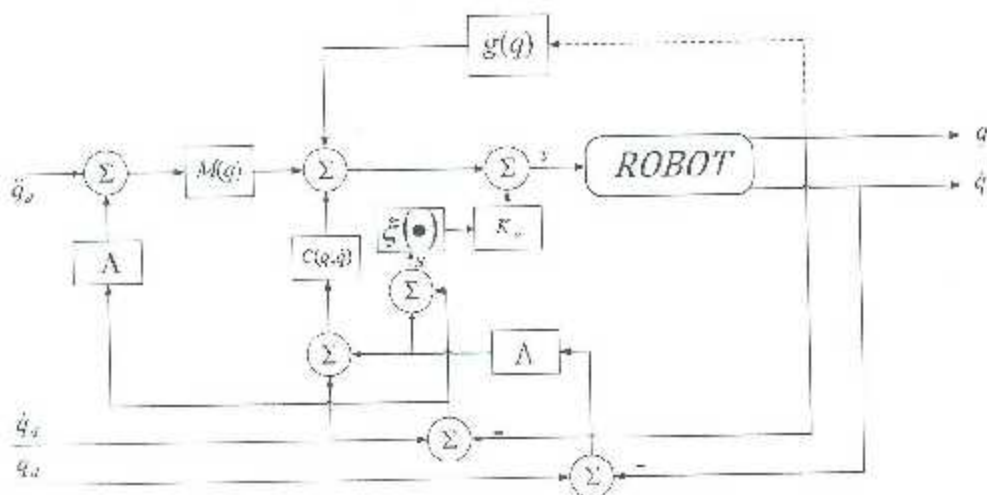 g(q)
q
Σ M(q) Σ Σ τ ROBOT
q̈d q̇
ξ(•) Kv
Λ C(q,q̇) s
Σ
Σ Λ
q̇d Σ -
qd Σ -